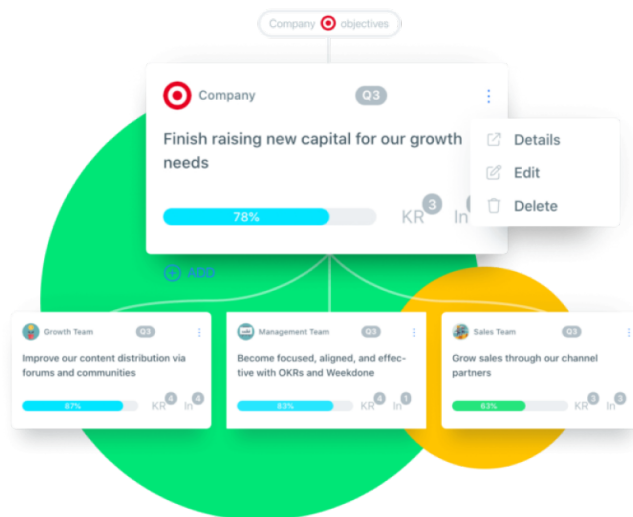 Company objectives
Company Q3
Finish raising new capital for our growth
needs
78% KR 3 In
Details
Edit
Delete
ADD
Growth Team Q3
Improve our content distribution via
forums and communities
87% KR 4 In 4
Management Team Q3
Become focused, aligned, and effec-
tive with OKRs and Weekdone
83% KR 4 In 1
Sales Team Q3
Grow sales through our channel
partners
63% KR 3 In 3